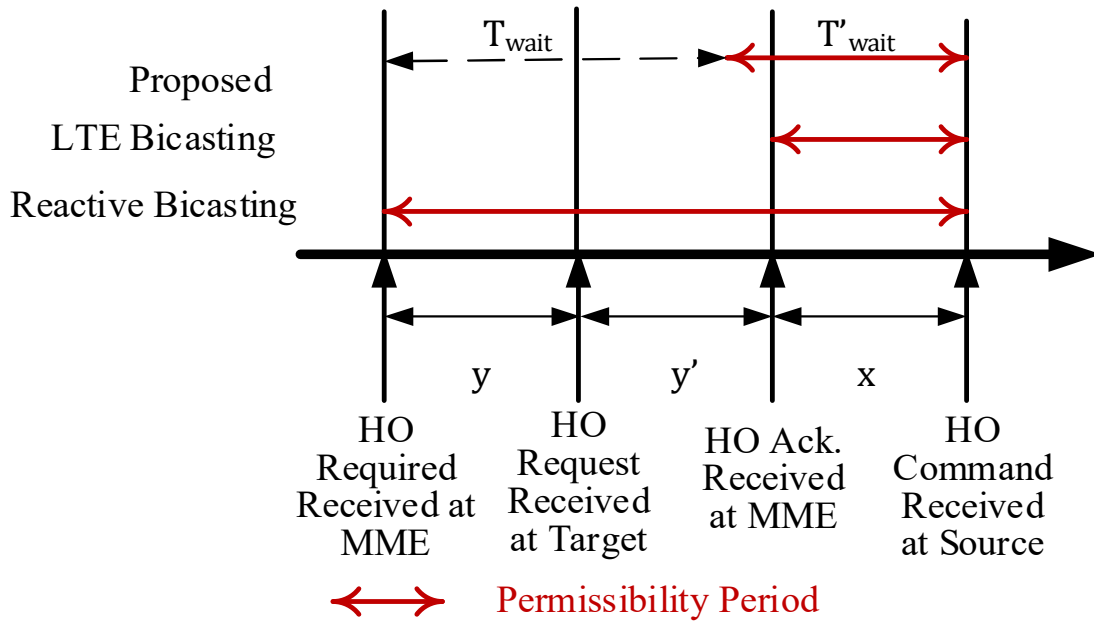 T_wait
T'_wait
Proposed
LTE Bicasting
Reactive Bicasting
y
y'
x
HO
Required
Received at
MME
HO
Request
Received
at Target
HO Ack.
Received
at MME
HO
Command
Received
at Source
Permissibility Period